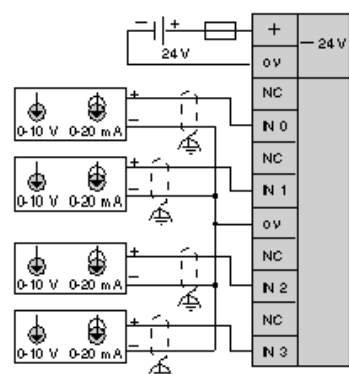 − + +
24 V
− 24 V
0V
NC
+
0-10 V 0-20 mA
−
IN 0
NC
+
0-10 V 0-20 mA
−
IN 1
0V
NC
+
0-10 V 0-20 mA
−
IN 2
NC
+
0-10 V 0-20 mA
−
IN 3